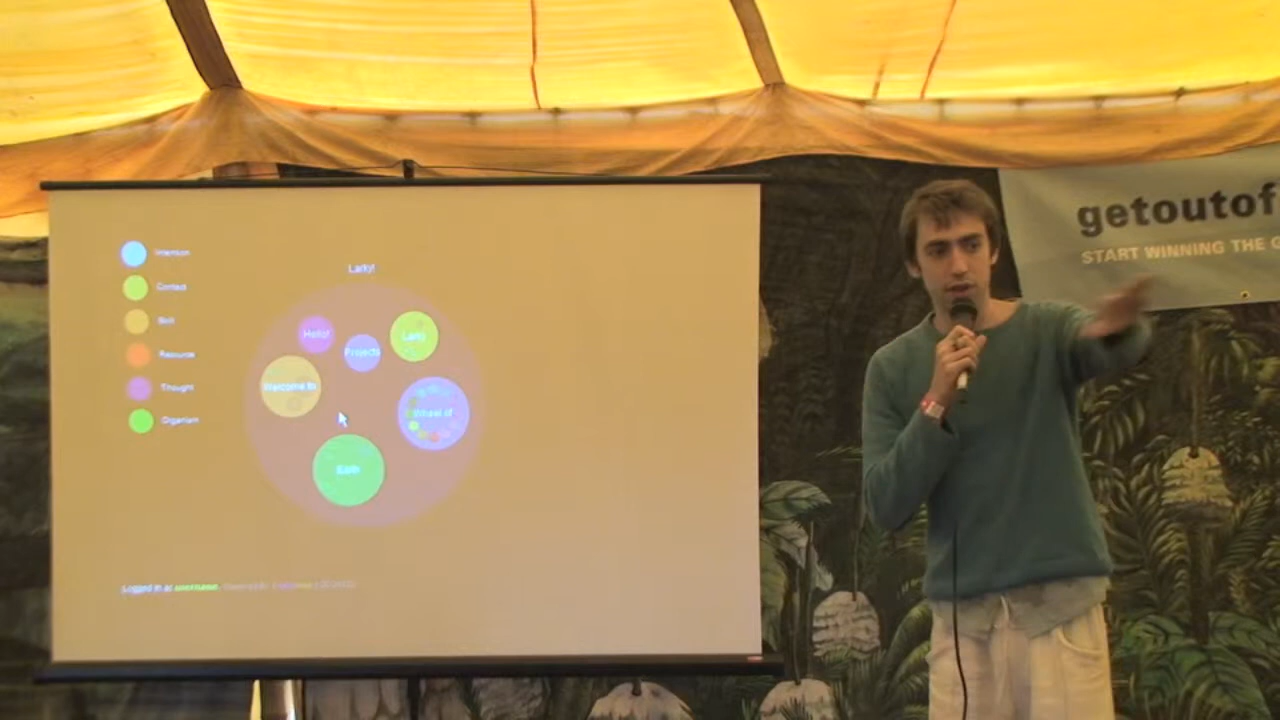 getoutof
START WINNING THE
Intention
Contact
Skill
Resource
Thought
Organism
Larky!
Hello!
Larky
Projects
Welcome to
Wheel of
Earth
Logged in as